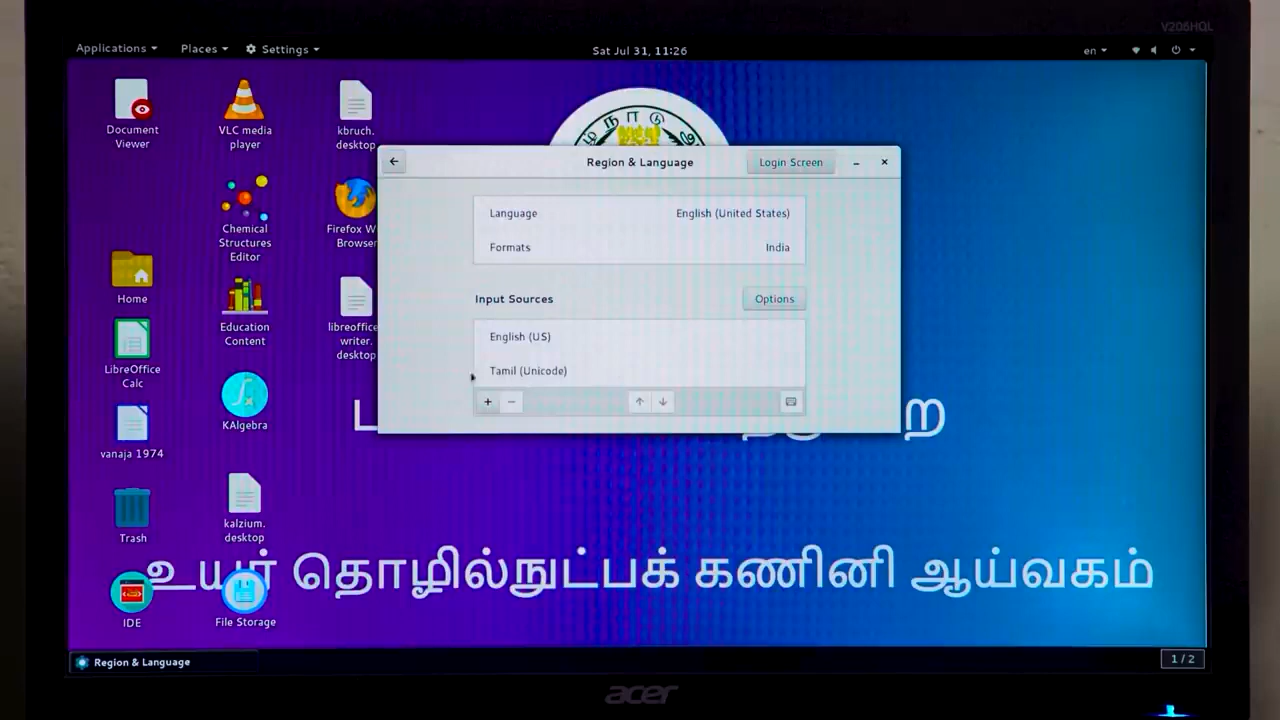 V206HQL
Applications Places Settings Sat Jul 31, 11:26 en
Document Viewer
VLC media player
kbruch. desktop
Chemical Structures Editor
Firefox W
Browser
Home
Education Content
libreoffice writer. desktop
LibreOffice Calc
KAlgebra
vanaja 1974
kalzium. desktop
Trash
IDE
File Storage
Region & Language
Login Screen
Language English (United States)
Formats India
Input Sources Options
English (US)
Tamil (Unicode)
+ −
உயர் தொழில்நுட்பக் கணினி ஆய்வகம்
Region & Language
1 / 2
acer